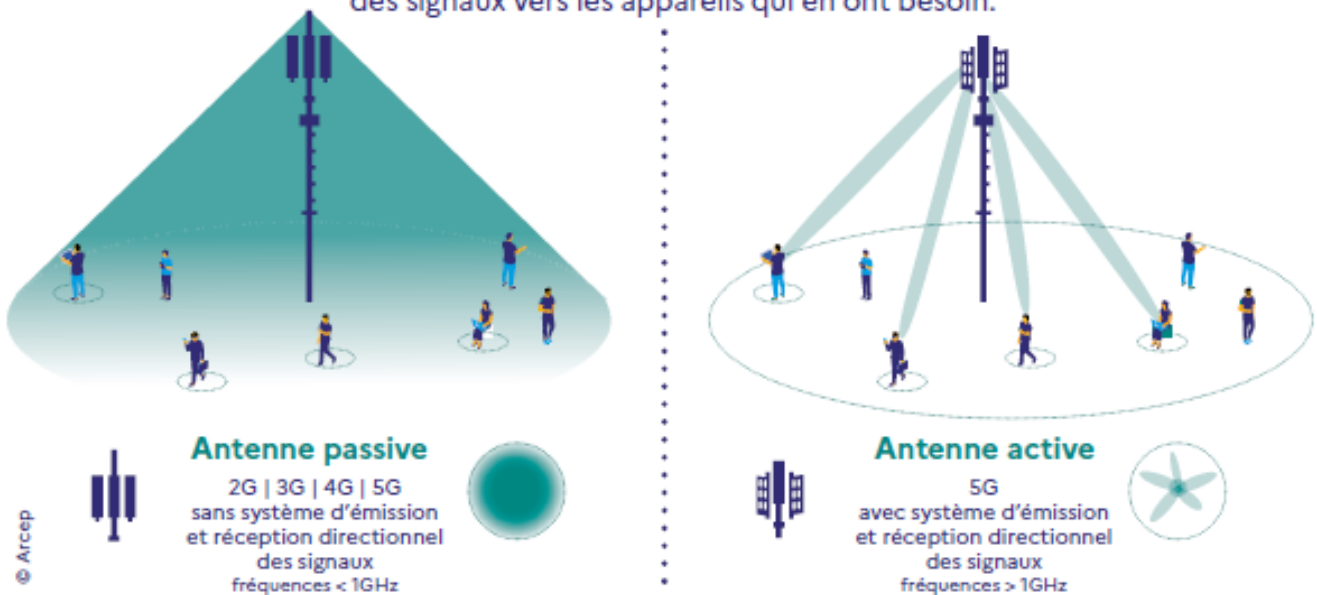 des signaux vers les appareils qui en ont besoin.
Antenne passive
2G | 3G | 4G | 5G
sans système d'émission
et réception directionnel
des signaux
fréquences < 1GHz
Antenne active
5G
avec système d'émission
et réception directionnel
des signaux
fréquences > 1GHz
© Arcep